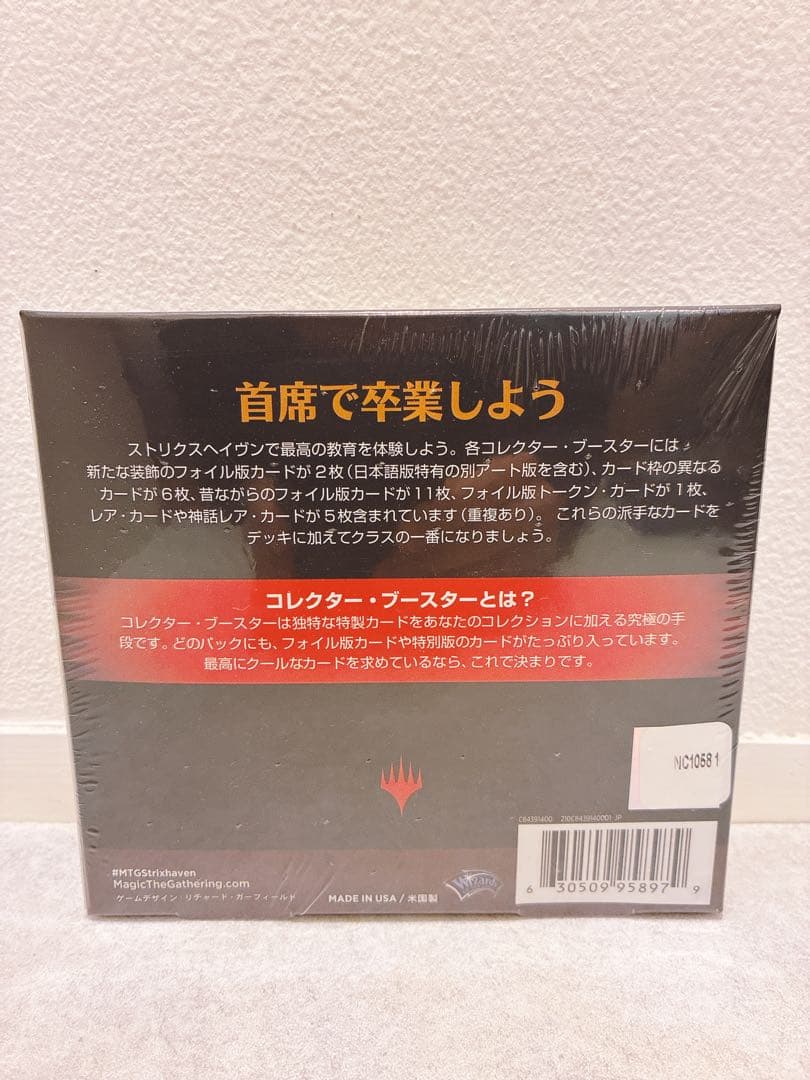 首席で卒業しよう
ストリクスヘイヴンで最高の教育を体験しよう。各コレクター・ブースターには
新たな装飾のフォイル版カードが2枚(日本語版特有の別アート版を含む)、カード枠の異なる
カードが6枚、昔ながらのフォイル版カードが11枚、フォイル版トークン・カードが1枚、
レア・カードや神話レア・カードが5枚含まれています(重複あり)。 これらの派手なカードを
デッキに加えてクラスの一番になりましょう。
コレクター・ブースターとは?
コレクター・ブースターは独特な特製カードをあなたのコレクションに加える究極の手
段です。どのパックにも、フォイル版カードや特別版のカードがたっぷり入っています。
最高にクールなカードを求めているなら、これで決まりです。
NC10581
C84391400 210C84391400D1 JP
#MTGStrixhaven
MagicTheGathering.com
ゲームデザイン:リチャード・ガーフィールド
MADE IN USA / 米国製
Wizards
6 30509 95897 9